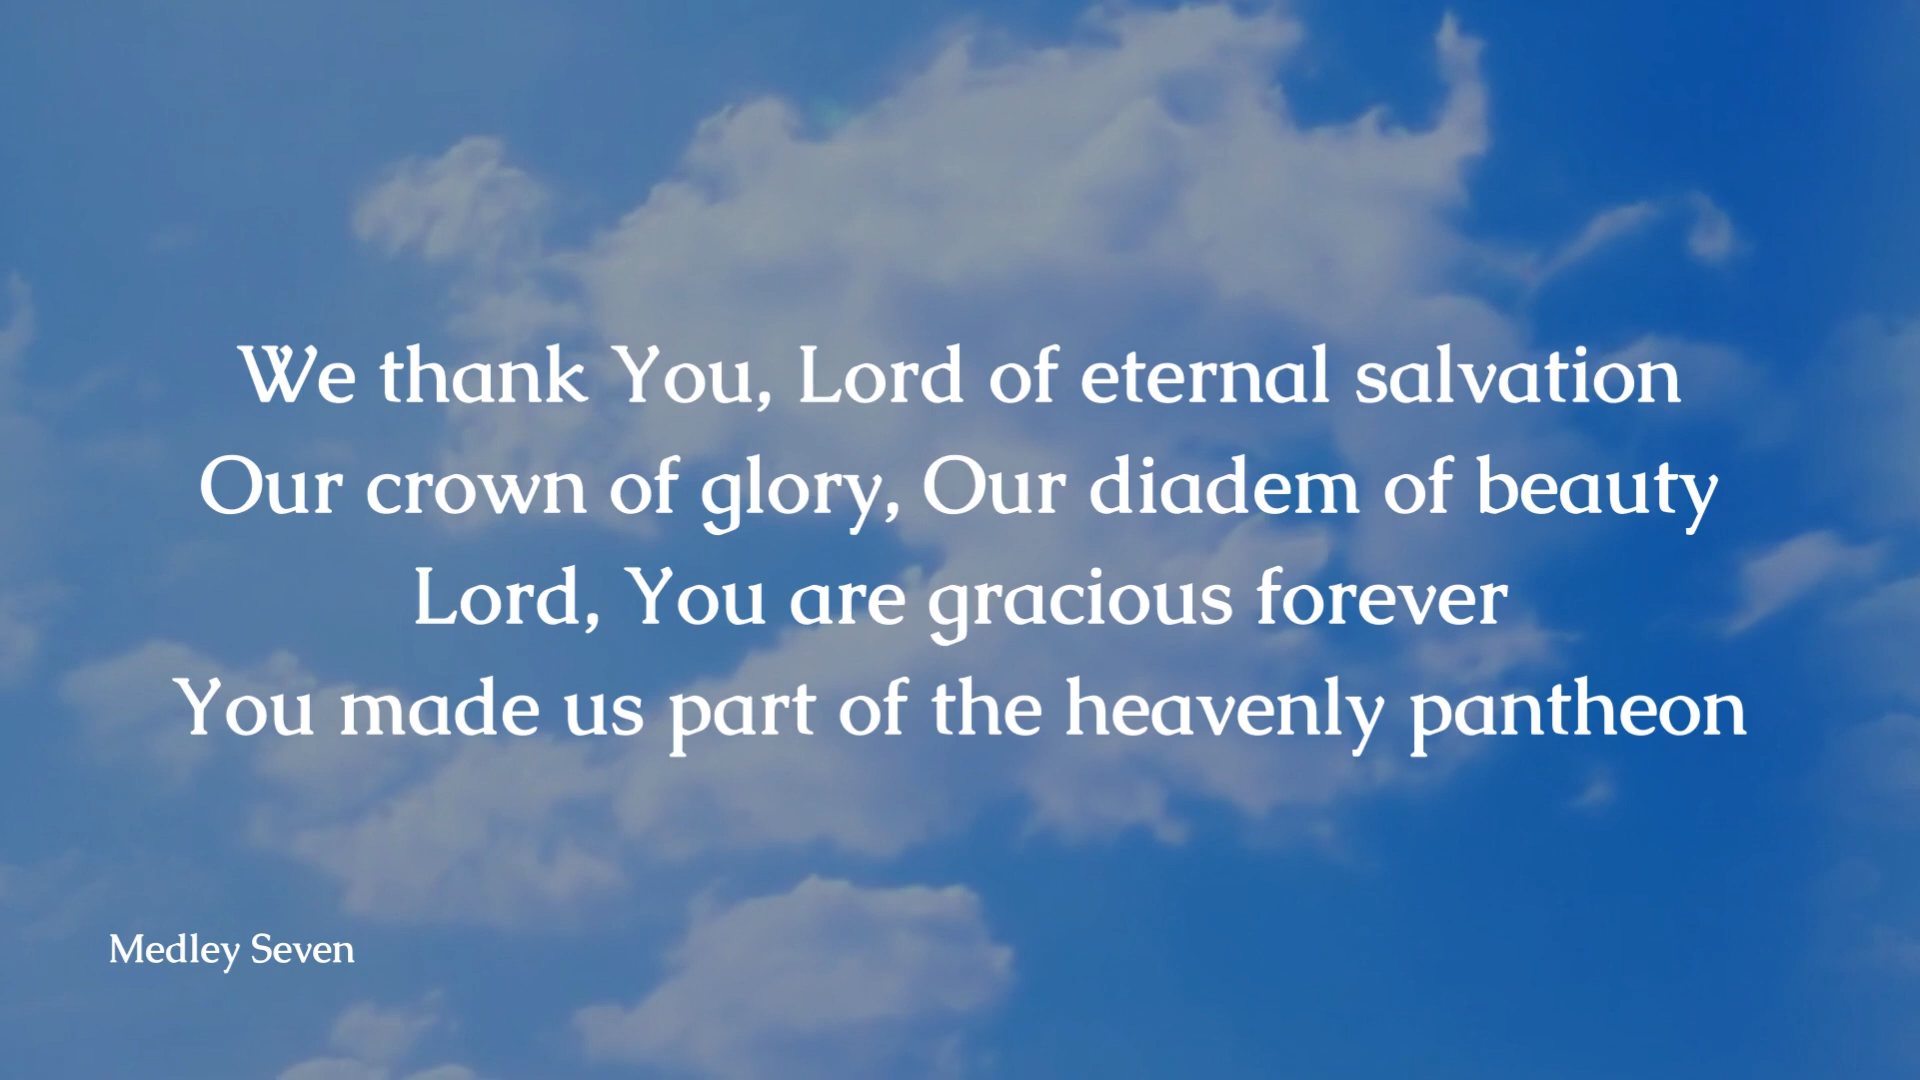 We thank You, Lord of eternal salvation
Our crown of glory, Our diadem of beauty
Lord, You are gracious forever
You made us part of the heavenly pantheon
Medley Seven